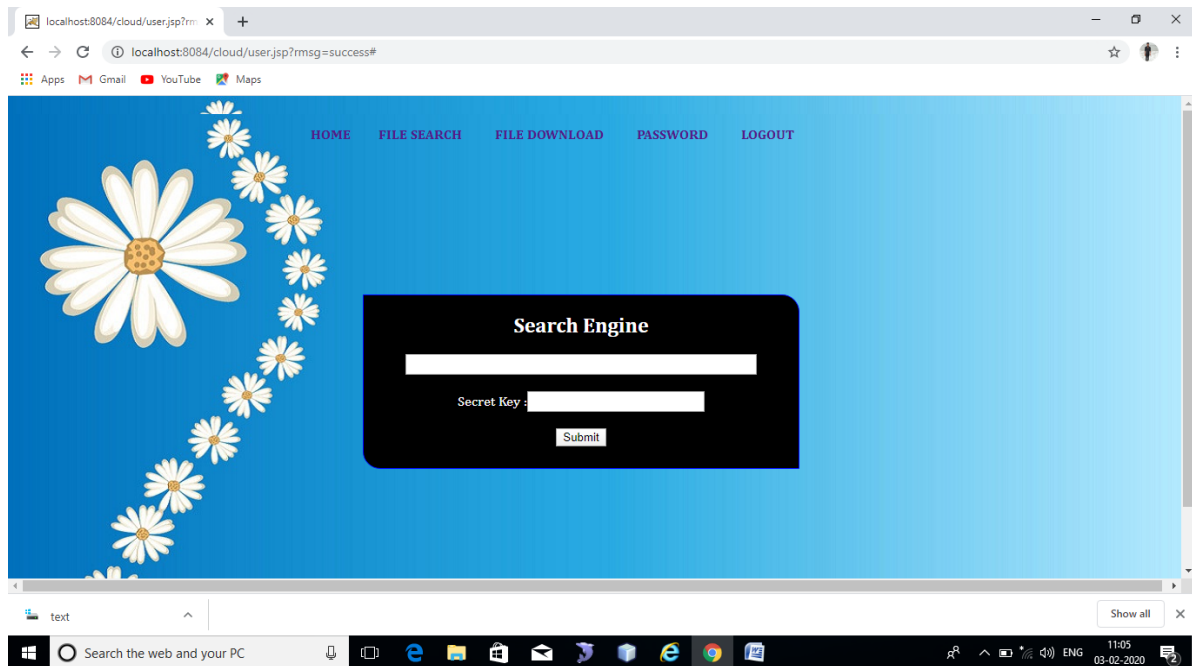 localhost:8084/cloud/user.jsp?rm
localhost:8084/cloud/user.jsp?rmsg=success#
Apps Gmail YouTube Maps
HOME FILE SEARCH FILE DOWNLOAD PASSWORD LOGOUT
Search Engine
Secret Key :
Submit
text
Show all
Search the web and your PC
ENG
11:05
03-02-2020
2